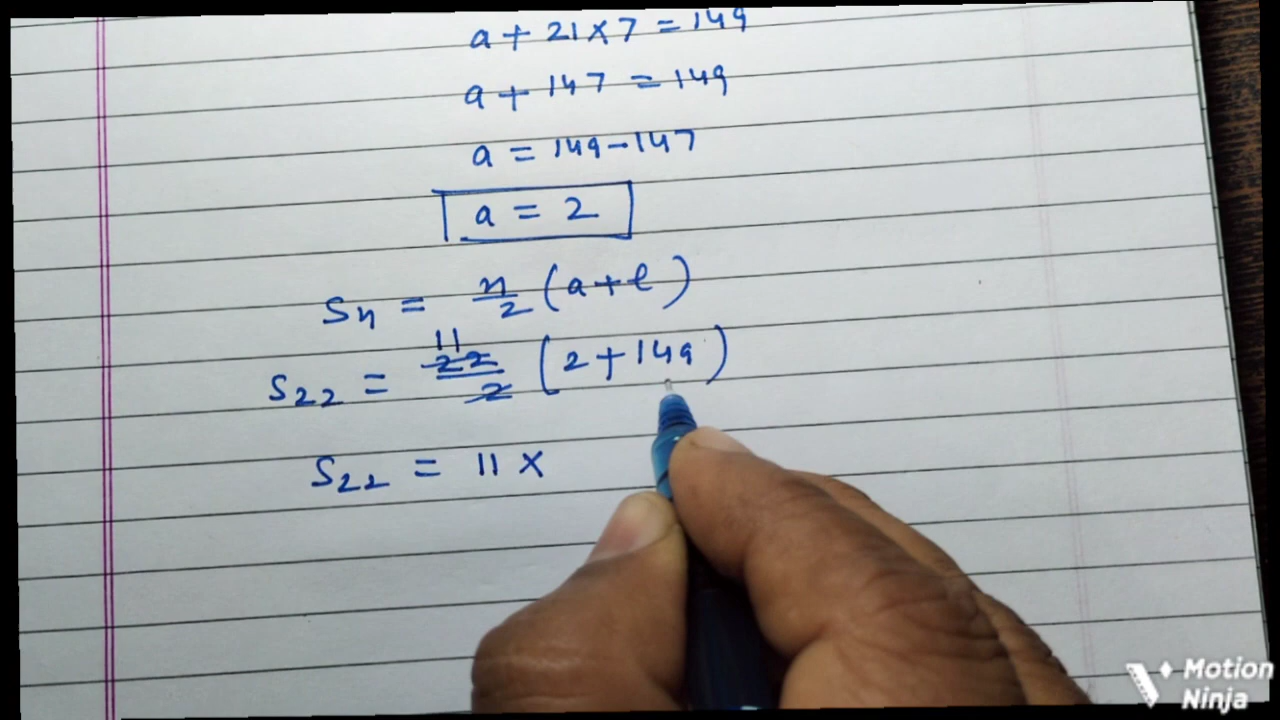 a + 21 × 7 = 149
a + 147 = 149
a = 149 - 147
a = 2
Sn = n/2 (a + l)
S22 = 11 22/2 (2 + 149)
S22 = 11 ×
Motion
Ninja